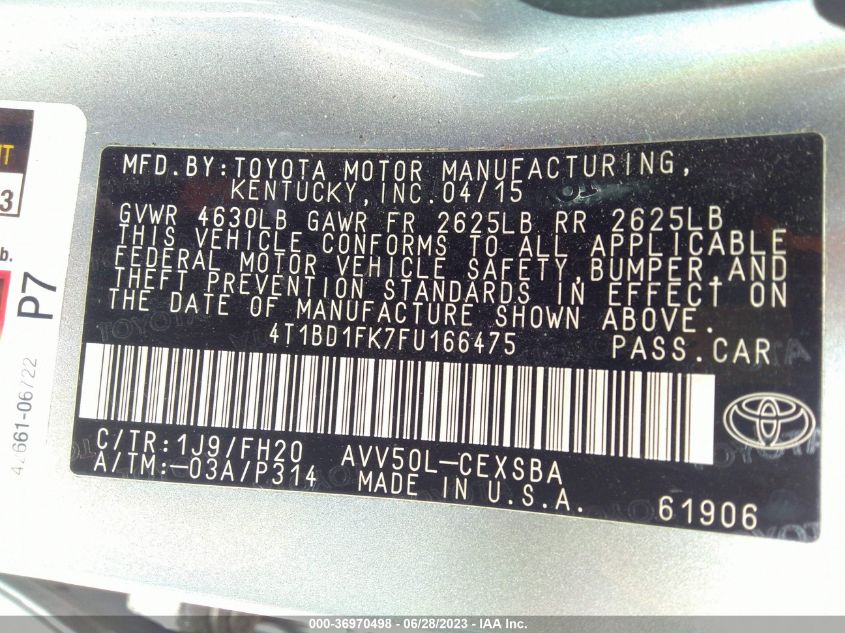 MFD.BY:TOYOTA MOTOR MANUFACTURING,
KENTUCKY,INC.04/15
GVWR 4630LB GAWR FR 2625LB RR 2625LB
THIS VEHICLE CONFORMS TO ALL APPLICABLE
FEDERAL MOTOR VEHICLE SAFETY,BUMPER,AND
THEFT PREVENTION STANDARDS IN EFFECT ON
THE DATE OF MANUFACTURE SHOWN ABOVE.
4T1BD1FK7FU166475 PASS.CAR
C/TR:1J9/FH20 AVV50L-CEXSBA
A/TM:-03A/P314 MADE IN U.S.A. 61906
3
b.
P7
661-06/22
000-36970498 - 06/28/2023 - IAA Inc.